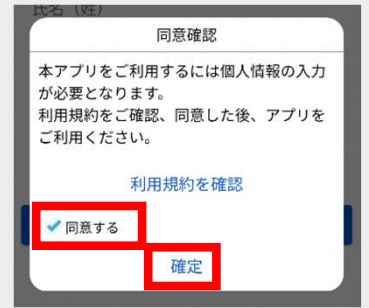 氏名（姓）
同意確認
本アプリをご利用するには個人情報の入力
が必要となります。
利用規約をご確認、同意した後、アプリを
ご利用ください。
利用規約を確認
同意する
確定